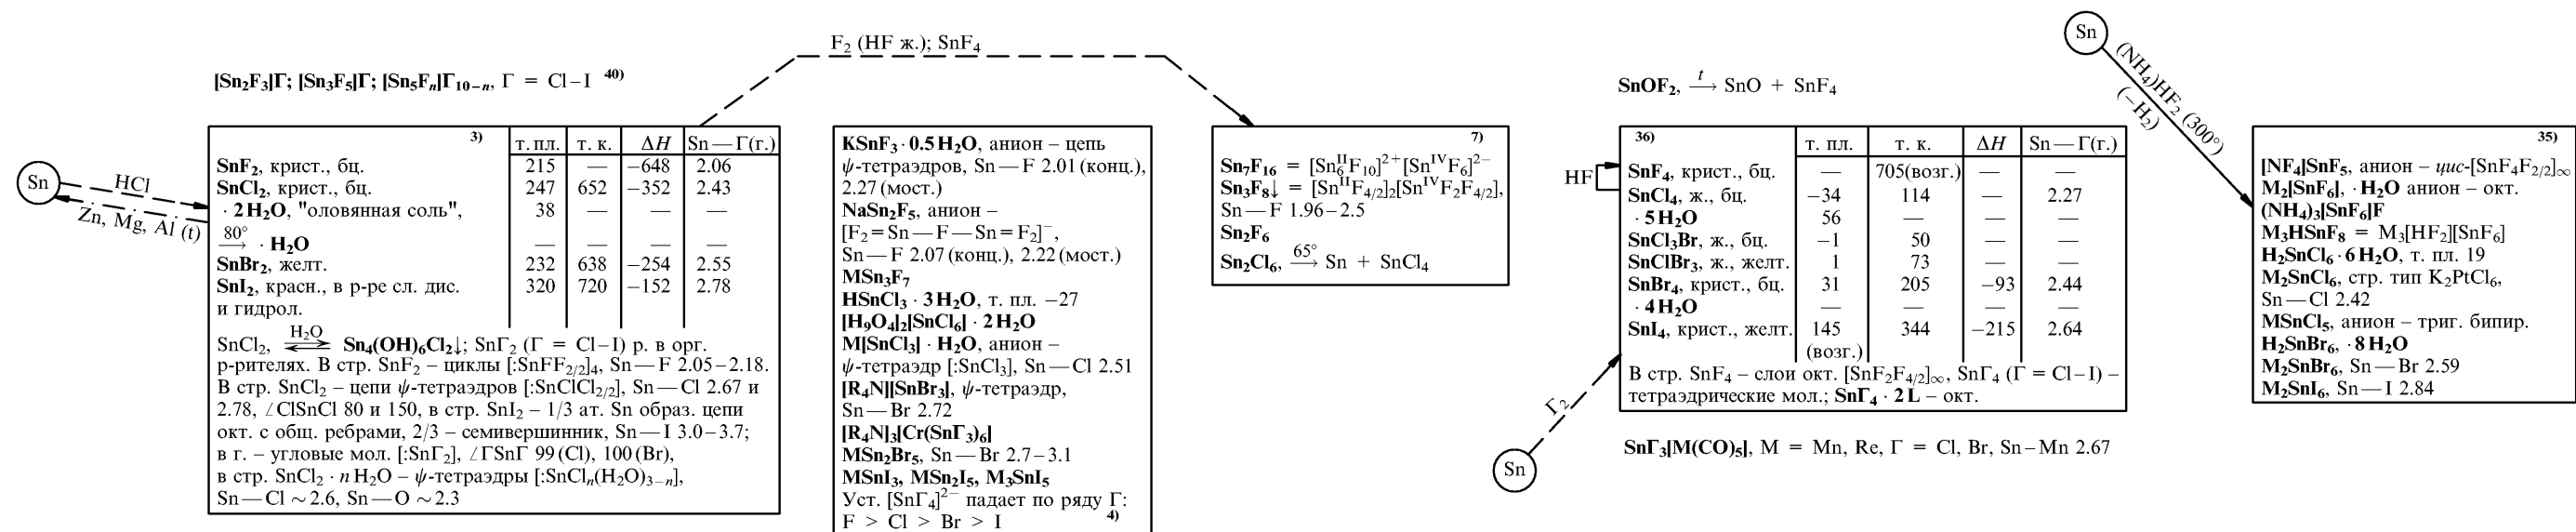 F₂ (HF ж.); SnF₄
[Sn₂F₃]Г; [Sn₃F₅]Г; [Sn₅Fₙ]Г₁₀₋ₙ, Г = Cl–I ⁴⁰⁾
Sn
HCl
Zn, Mg, Al (t)
3)
т. пл. т. к. ΔH Sn—Г(г.)
SnF₂, крист., бц. 215 — −648 2.06
SnCl₂, крист., бц. 247 652 −352 2.43
· 2H₂O, "оловянная соль", 38 — — —
80° ⟶ · H₂O — — — —
SnBr₂, желт. 232 638 −254 2.55
SnI₂, красн., в р-ре сл. дис. 320 720 −152 2.78
и гидрол.
SnCl₂, H₂O ⇄ Sn₄(OH)₆Cl₂↓; SnГ₂ (Г = Cl–I) р. в орг.
р-рителях. В стр. SnF₂ – циклы [:SnFF₂/₂]₄, Sn—F 2.05–2.18.
В стр. SnCl₂ – цепи ψ-тетраэдров [:SnClCl₂/₂], Sn—Cl 2.67 и
2.78, ∠ClSnCl 80 и 150, в стр. SnI₂ – 1/3 ат. Sn образ. цепи
окт. с общ. ребрами, 2/3 – семивершинник, Sn—I 3.0–3.7;
в г. – угловые мол. [:SnГ₂], ∠ГSnГ 99 (Cl), 100 (Br),
в стр. SnCl₂ · nH₂O – ψ-тетраэдры [:SnClₙ(H₂O)₃₋ₙ],
Sn—Cl ∼2.6, Sn—O ∼2.3
KSnF₃ · 0.5H₂O, анион – цепь
ψ-тетраэдров, Sn—F 2.01 (конц.),
2.27 (мост.)
NaSn₂F₅, анион –
[F₂=Sn—F—Sn=F₂]⁻,
Sn—F 2.07 (конц.), 2.22 (мост.)
MSn₃F₇
HSnCl₃ · 3H₂O, т. пл. −27
[H₉O₄]₂[SnCl₆] · 2H₂O
M[SnCl₃] · H₂O, анион –
ψ-тетраэдр [:SnCl₃], Sn—Cl 2.51
[R₄N][SnBr₃], ψ-тетраэдр,
Sn—Br 2.72
[R₄N]₃[Cr(SnГ₃)₆]
MSn₂Br₅, Sn—Br 2.7–3.1
MSnI₃, MSn₂I₅, M₃SnI₅
Уст. [SnГ₄]²⁻ падает по ряду Г:
F > Cl > Br > I 4)
7)
Sn₇F₁₆ = [Sn₆ᴵᴵF₁₀]²⁺[SnᴵⱽF₆]²⁻
Sn₃F₈↓ = [SnᴵᴵF₄/₂]₂[SnᴵⱽF₂F₄/₂],
Sn—F 1.96–2.5
Sn₂F₆
Sn₂Cl₆, 65° ⟶ Sn + SnCl₄
SnOF₂, t ⟶ SnO + SnF₄
HF
Sn
Г₂
36)
т. пл. т. к. ΔH Sn—Г(г.)
SnF₄, крист., бц. — 705(возг.) — —
SnCl₄, ж., бц. −34 114 — 2.27
· 5H₂O 56 — — —
SnCl₃Br, ж., бц. −1 50 — —
SnClBr₃, ж., желт. 1 73 — —
SnBr₄, крист., бц. 31 205 −93 2.44
· 4H₂O — — — —
SnI₄, крист., желт. 145 344 −215 2.64
(возг.)
В стр. SnF₄ – слои окт. [SnF₂F₄/₂]∞, SnГ₄ (Г = Cl–I) –
тетраэдрические мол.; SnГ₄ · 2L – окт.
SnГ₃[M(CO)₅], M = Mn, Re, Г = Cl, Br, Sn–Mn 2.67
Sn
(NH₄)HF₂ (300°)
(−H₂)
35)
[NF₄]SnF₅, анион – цис-[SnF₄F₂/₂]∞
M₂[SnF₆], · H₂O анион – окт.
(NH₄)₃[SnF₆]F
M₃HSnF₈ = M₃[HF₂][SnF₆]
H₂SnCl₆ · 6H₂O, т. пл. 19
M₂SnCl₆, стр. тип K₂PtCl₆,
Sn—Cl 2.42
MSnCl₅, анион – триг. бипир.
H₂SnBr₆, · 8H₂O
M₂SnBr₆, Sn—Br 2.59
M₂SnI₆, Sn—I 2.84